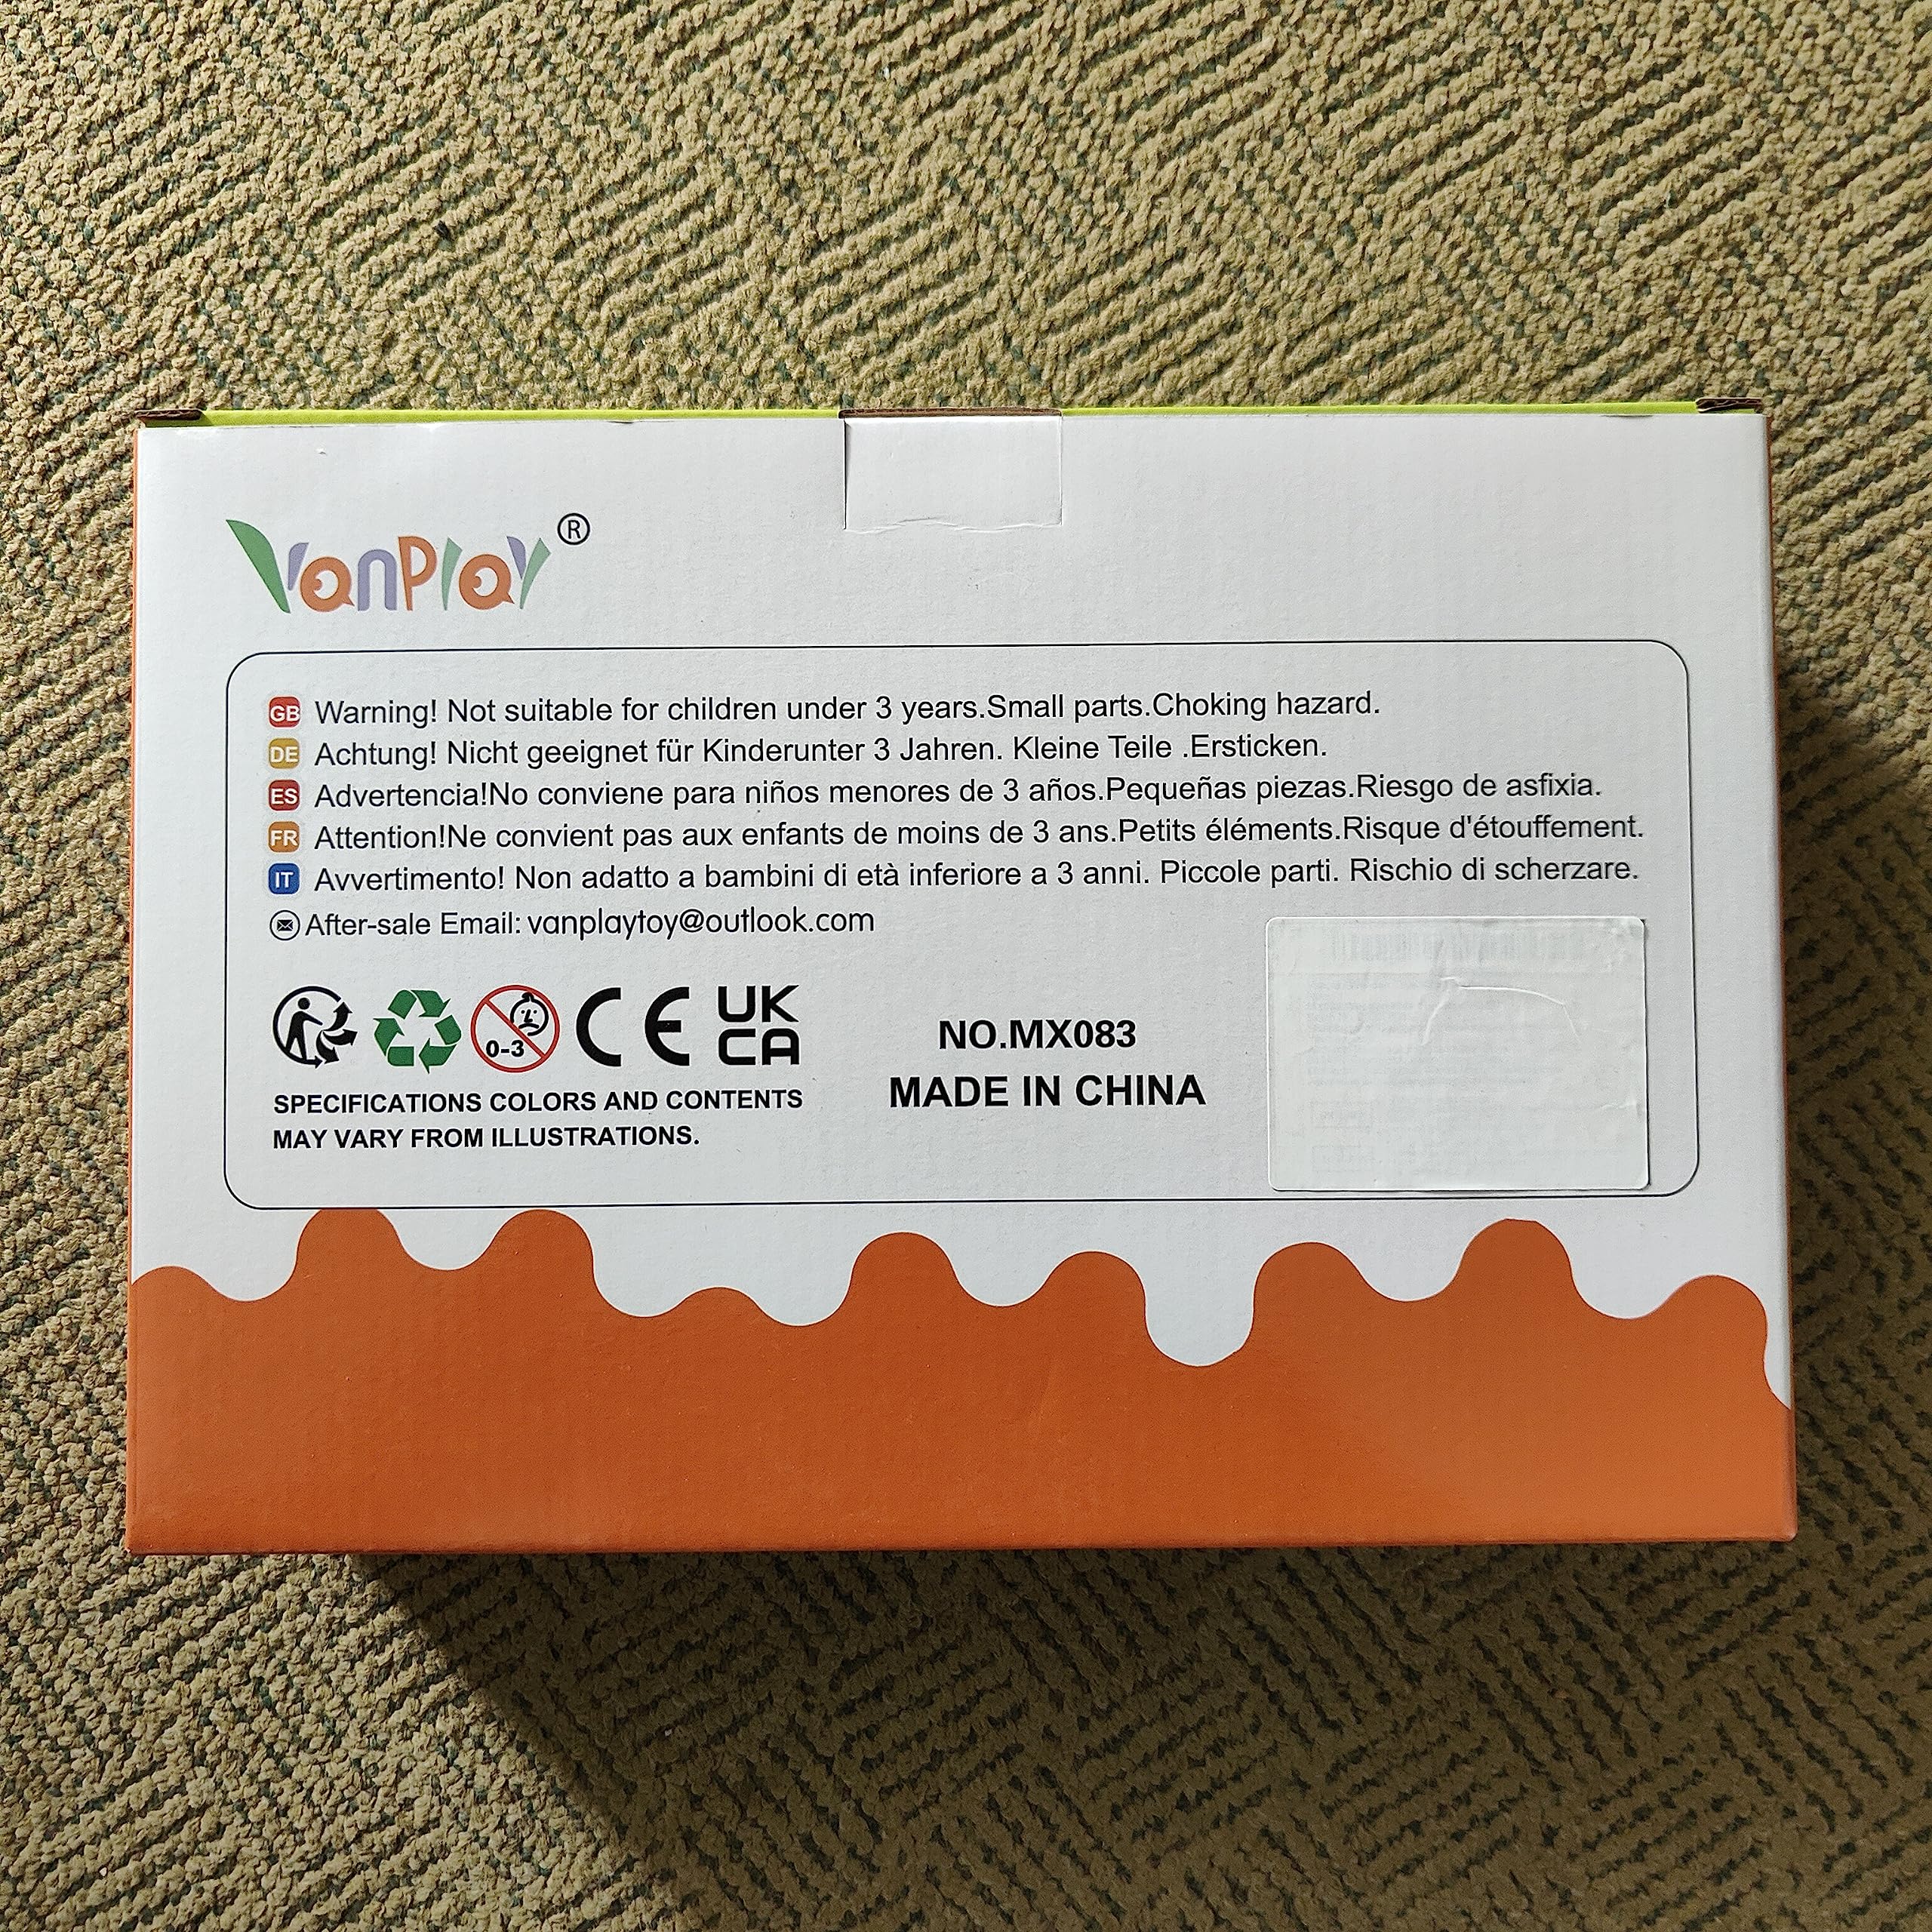 VanPlay®
GB Warning! Not suitable for children under 3 years.Small parts.Choking hazard.
DE Achtung! Nicht geeignet für Kinderunter 3 Jahren. Kleine Teile .Ersticken.
ES Advertencia!No conviene para niños menores de 3 años.Pequeñas piezas.Riesgo de asfixia.
FR Attention!Ne convient pas aux enfants de moins de 3 ans.Petits éléments.Risque d'étouffement.
IT Avvertimento! Non adatto a bambini di età inferiore a 3 anni. Piccole parti. Rischio di scherzare.
After-sale Email: vanplaytoy@outlook.com
0-3 CE UK CA
SPECIFICATIONS COLORS AND CONTENTS
MAY VARY FROM ILLUSTRATIONS.
NO.MX083
MADE IN CHINA